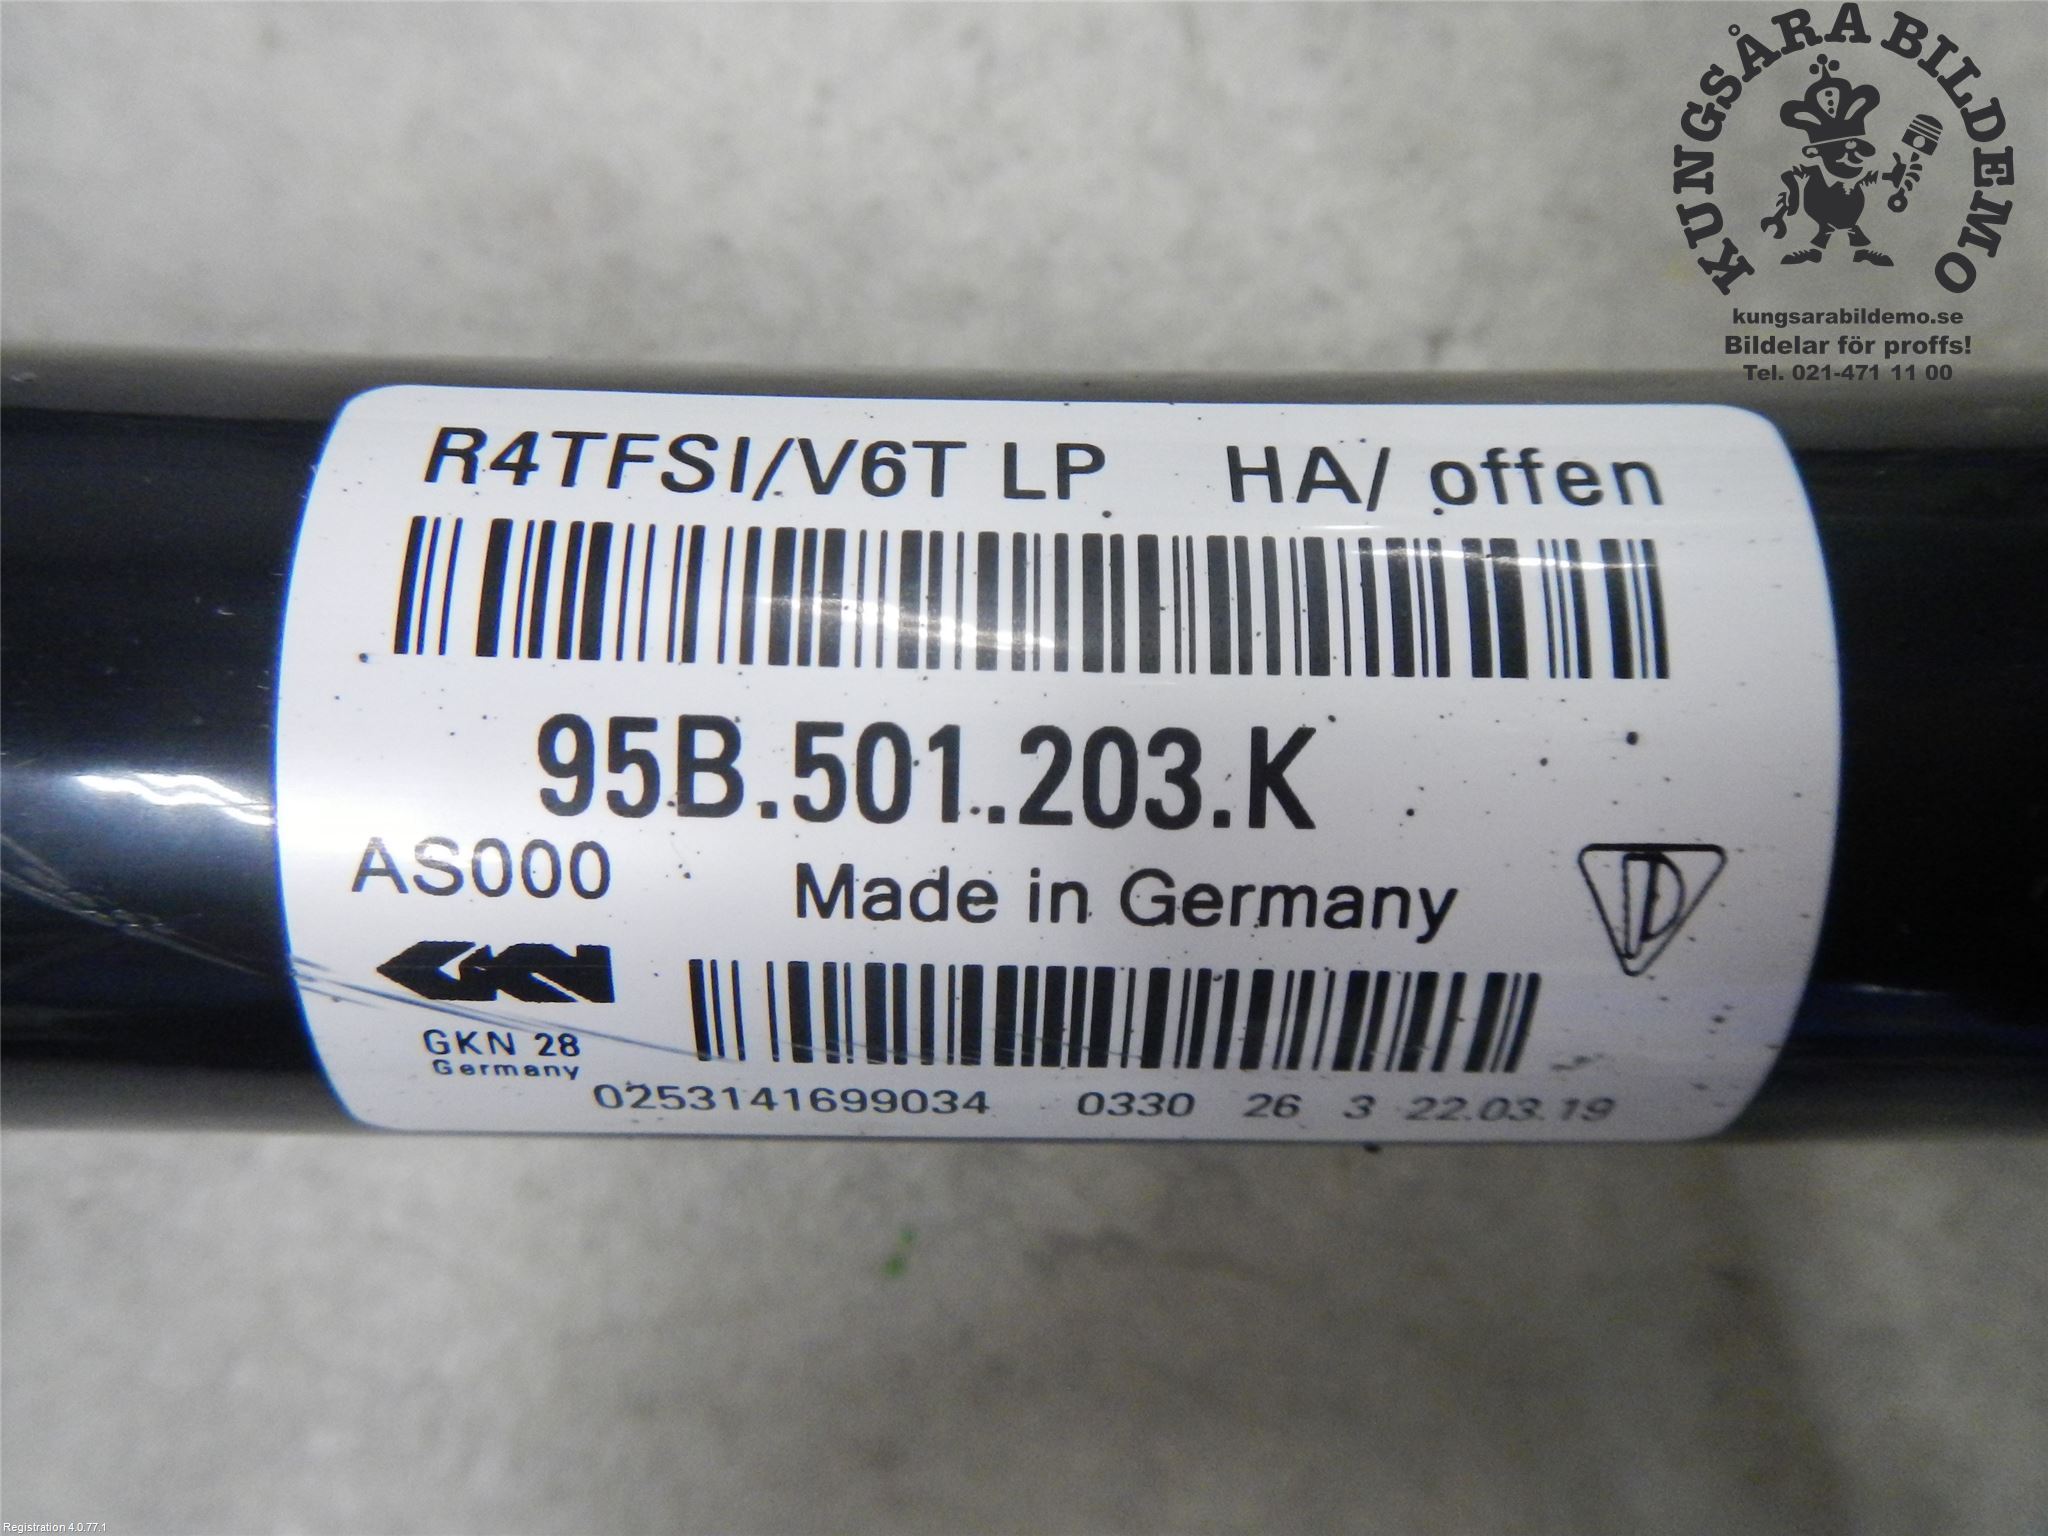 KUNGSÅRA BILDEMO
kungsarabildemo.se
Bildelar för proffs!
Tel. 021-471 11 00
R4TFSI/V6T LP HA/ offen
95B.501.203.K
AS000
Made in Germany
GKN
GKN 28
Germany
0253141699034 0330 26 3 22.03.19
Registration 4.0.77.1